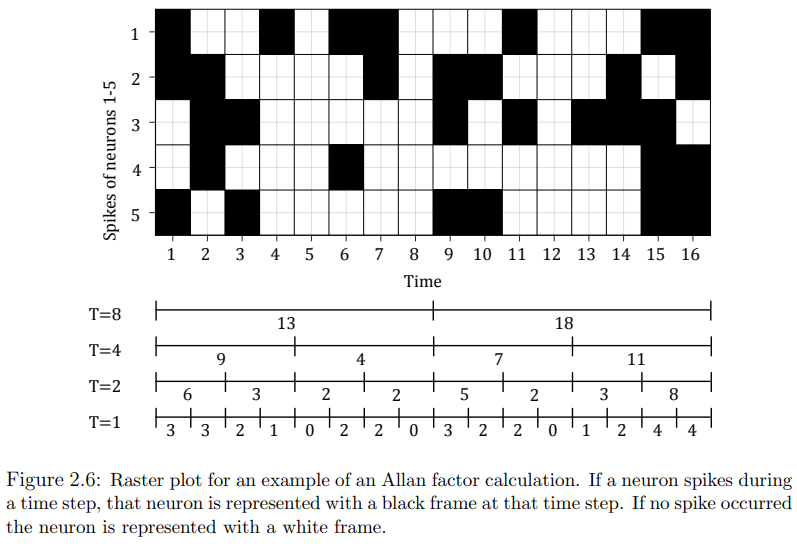 Spikes of neurons 1-5
1
2
3
4
5
1 2 3 4 5 6 7 8 9 10 11 12 13 14 15 16
Time
T=8
13 18
T=4
9 4 7 11
T=2
6 3 2 2 5 2 3 8
T=1
3 3 2 1 0 2 2 0 3 2 2 0 1 2 4 4
Figure 2.6: Raster plot for an example of an Allan factor calculation. If a neuron spikes during
a time step, that neuron is represented with a black frame at that time step. If no spike occurred
the neuron is represented with a white frame.